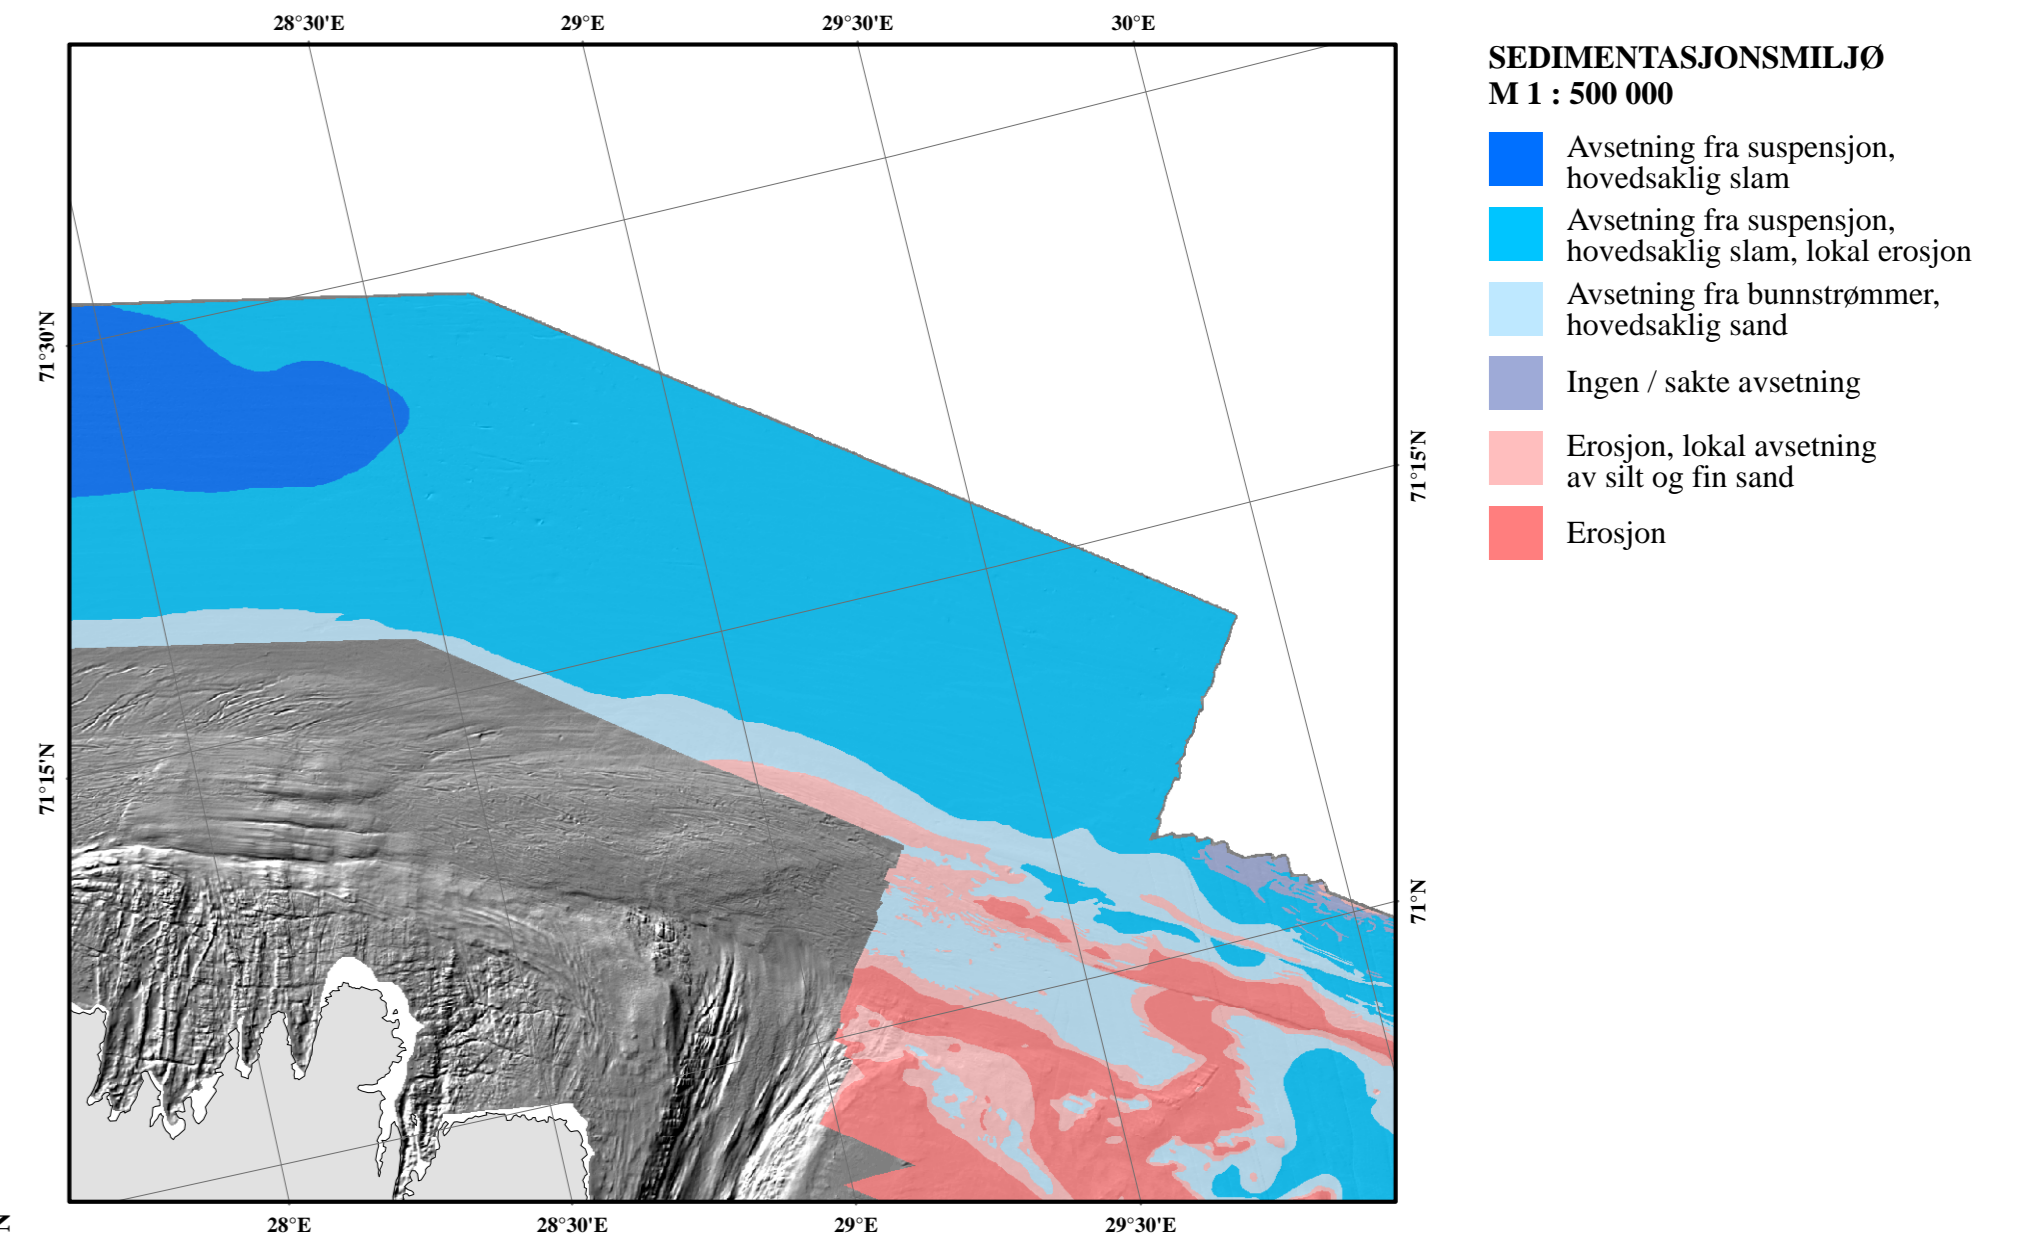 28°30'E 29°E 29°30'E 30°E
SEDIMENTASJONSMILJØ
M 1 : 500 000
Avsetning fra suspensjon,
hovedsaklig slam
Avsetning fra suspensjon,
hovedsaklig slam, lokal erosjon
Avsetning fra bunnstrømmer,
hovedsaklig sand
Ingen / sakte avsetning
Erosjon, lokal avsetning
av silt og fin sand
Erosjon
71°30'N
71°15'N
71°15'N
71°N
N
28°E 28°30'E 29°E 29°30'E